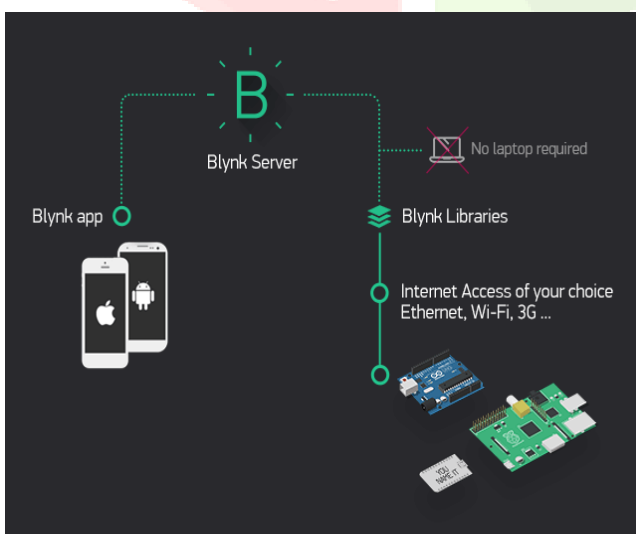 B
Blynk Server
No laptop required
Blynk app
Blynk Libraries
Internet Access of your choice
Ethernet, Wi-Fi, 3G ...
YOU
NAME IT